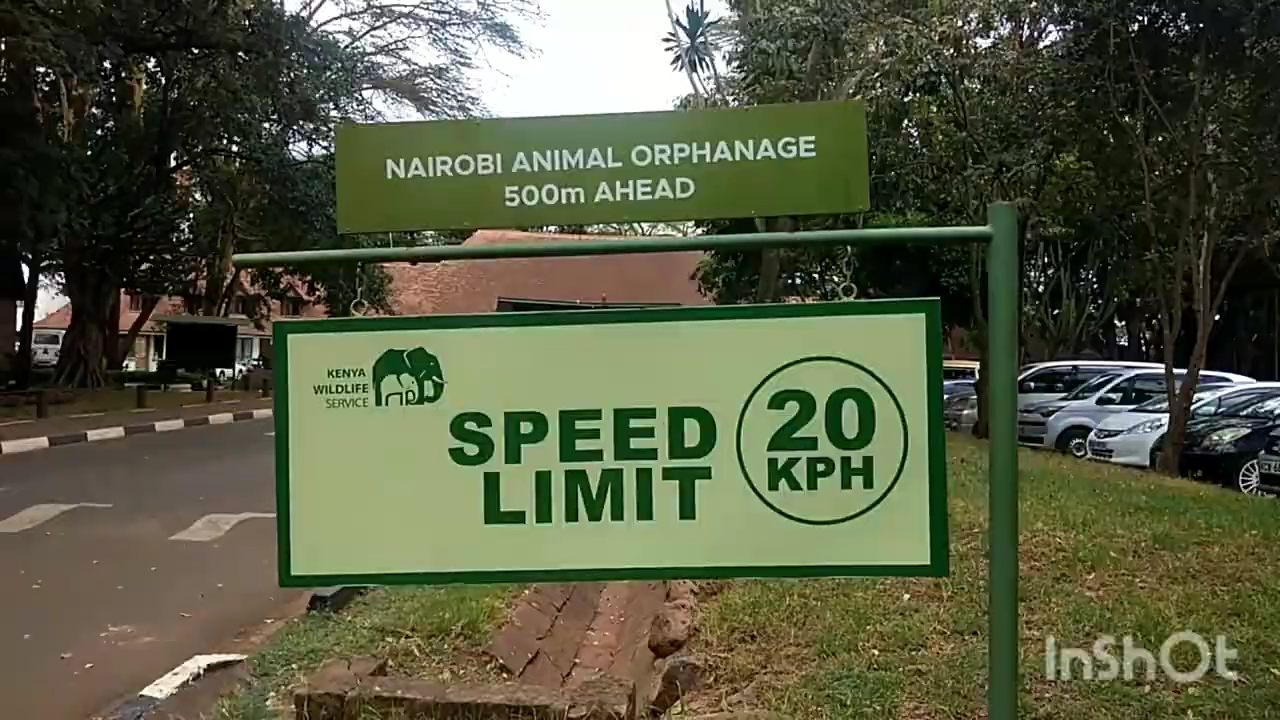 NAIROBI ANIMAL ORPHANAGE
500m AHEAD
KENYA
WILDLIFE
SERVICE
SPEED
LIMIT
20
KPH
InShOt